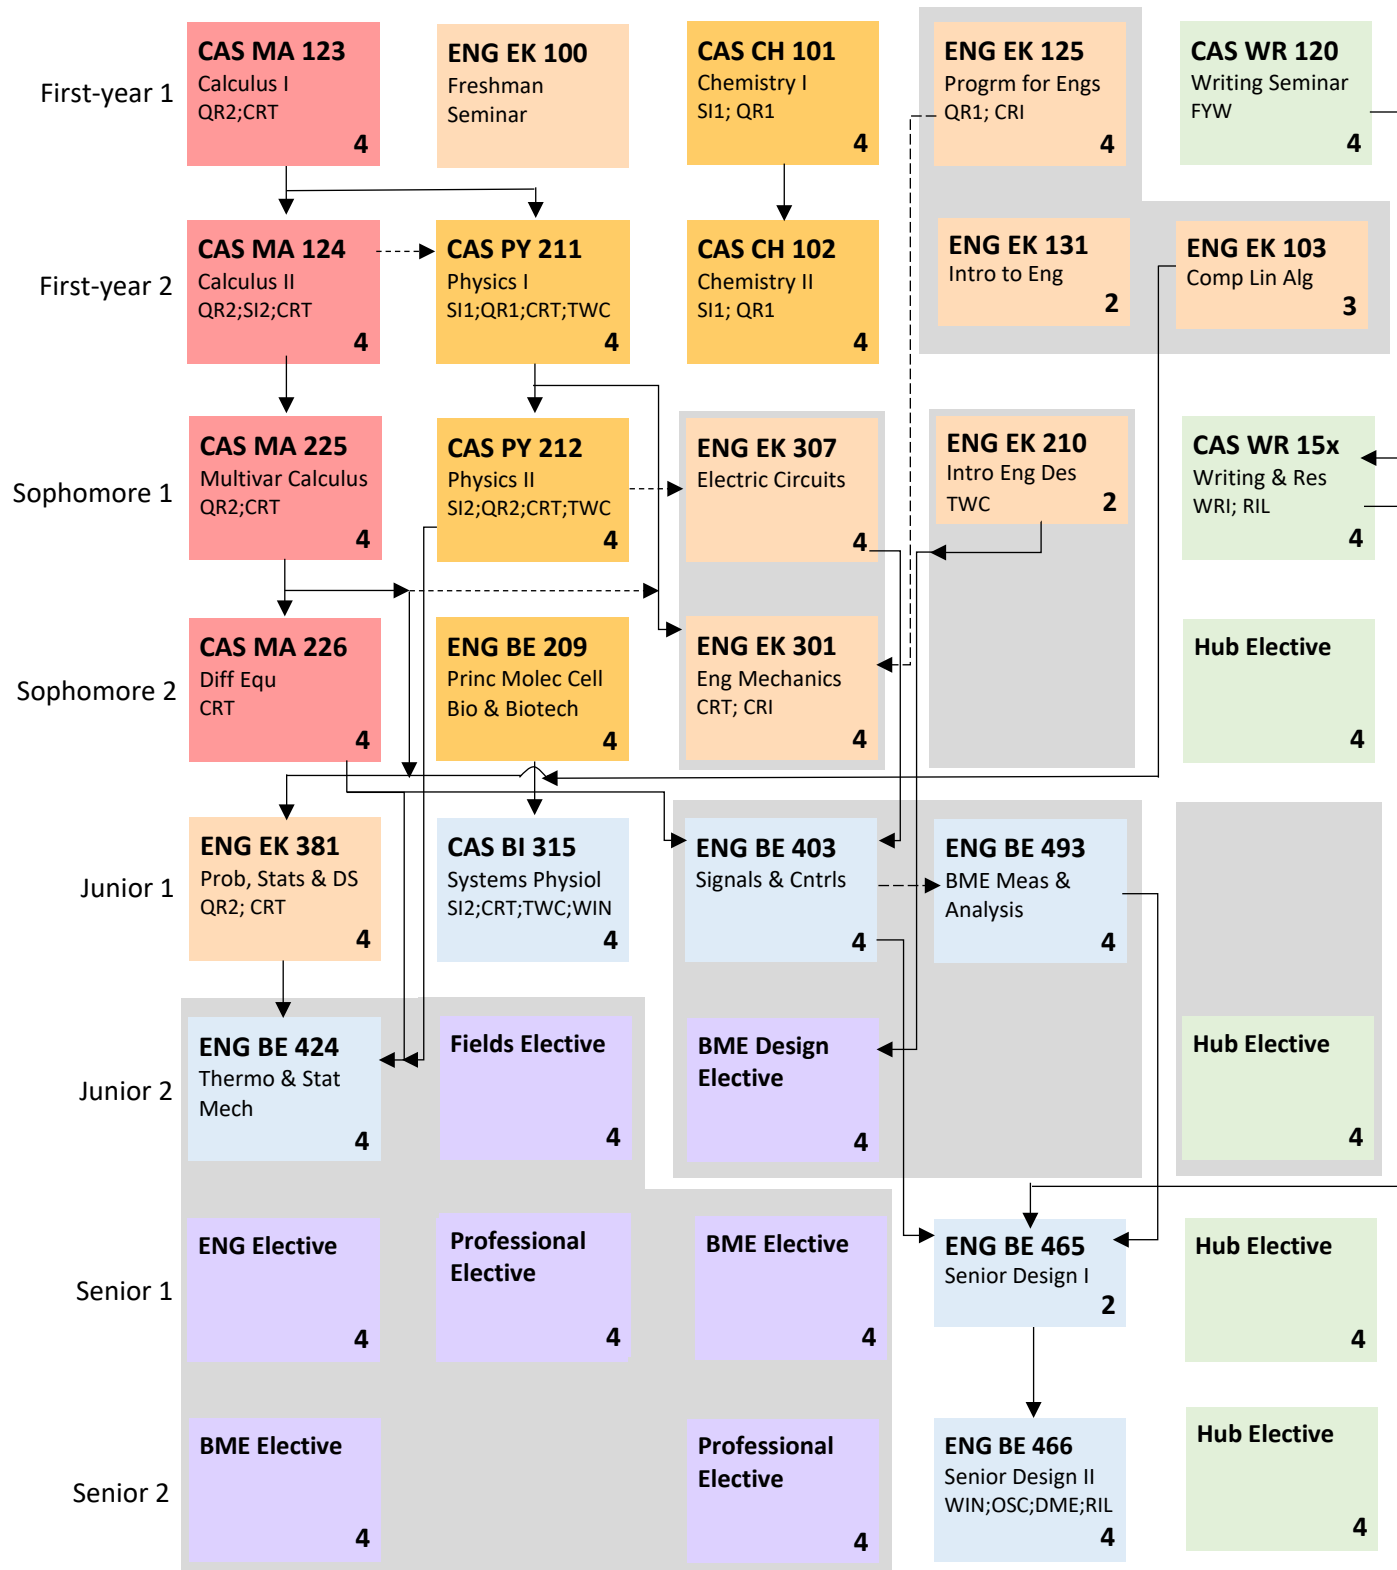 First-year 1
CAS MA 123
Calculus I
QR2;CRT
4
ENG EK 100
Freshman
Seminar
CAS CH 101
Chemistry I
SI1; QR1
4
ENG EK 125
Progrm for Engs
QR1; CRI
4
CAS WR 120
Writing Seminar
FYW
4
First-year 2
CAS MA 124
Calculus II
QR2;SI2;CRT
4
CAS PY 211
Physics I
SI1;QR1;CRT;TWC
4
CAS CH 102
Chemistry II
SI1; QR1
4
ENG EK 131
Intro to Eng
2
ENG EK 103
Comp Lin Alg
3
Sophomore 1
CAS MA 225
Multivar Calculus
QR2;CRT
4
CAS PY 212
Physics II
SI2;QR2;CRT;TWC
4
ENG EK 307
Electric Circuits
4
ENG EK 210
Intro Eng Des
TWC
2
CAS WR 15x
Writing & Res
WRI; RIL
4
Sophomore 2
CAS MA 226
Diff Equ
CRT
4
ENG BE 209
Princ Molec Cell
Bio & Biotech
4
ENG EK 301
Eng Mechanics
CRT; CRI
4
Hub Elective
4
Junior 1
ENG EK 381
Prob, Stats & DS
QR2; CRT
4
CAS BI 315
Systems Physiol
SI2;CRT;TWC;WIN
4
ENG BE 403
Signals & Cntrls
4
ENG BE 493
BME Meas &
Analysis
4
Junior 2
ENG BE 424
Thermo & Stat
Mech
4
Fields Elective
4
BME Design
Elective
4
Hub Elective
4
Senior 1
ENG Elective
4
Professional
Elective
4
BME Elective
4
ENG BE 465
Senior Design I
2
Hub Elective
4
Senior 2
BME Elective
4
Professional
Elective
4
ENG BE 466
Senior Design II
WIN;OSC;DME;RIL
4
Hub Elective
4